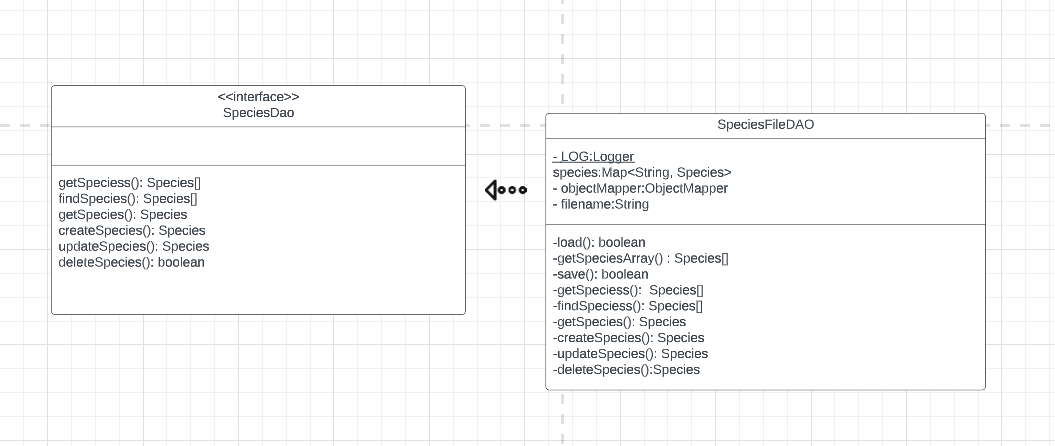 <<interface>>
SpeciesDao
getSpeciess(): Species[]
findSpecies(): Species[]
getSpecies(): Species
createSpecies(): Species
updateSpecies(): Species
deleteSpecies(): boolean
SpeciesFileDAO
- LOG:Logger
species:Map<String, Species>
- objectMapper:ObjectMapper
- filename:String
-load(): boolean
-getSpeciesArray() : Species[]
-save(): boolean
-getSpeciess():  Species[]
-findSpeciess(): Species[]
-getSpecies(): Species
-createSpecies(): Species
-updateSpecies(): Species
-deleteSpecies():Species